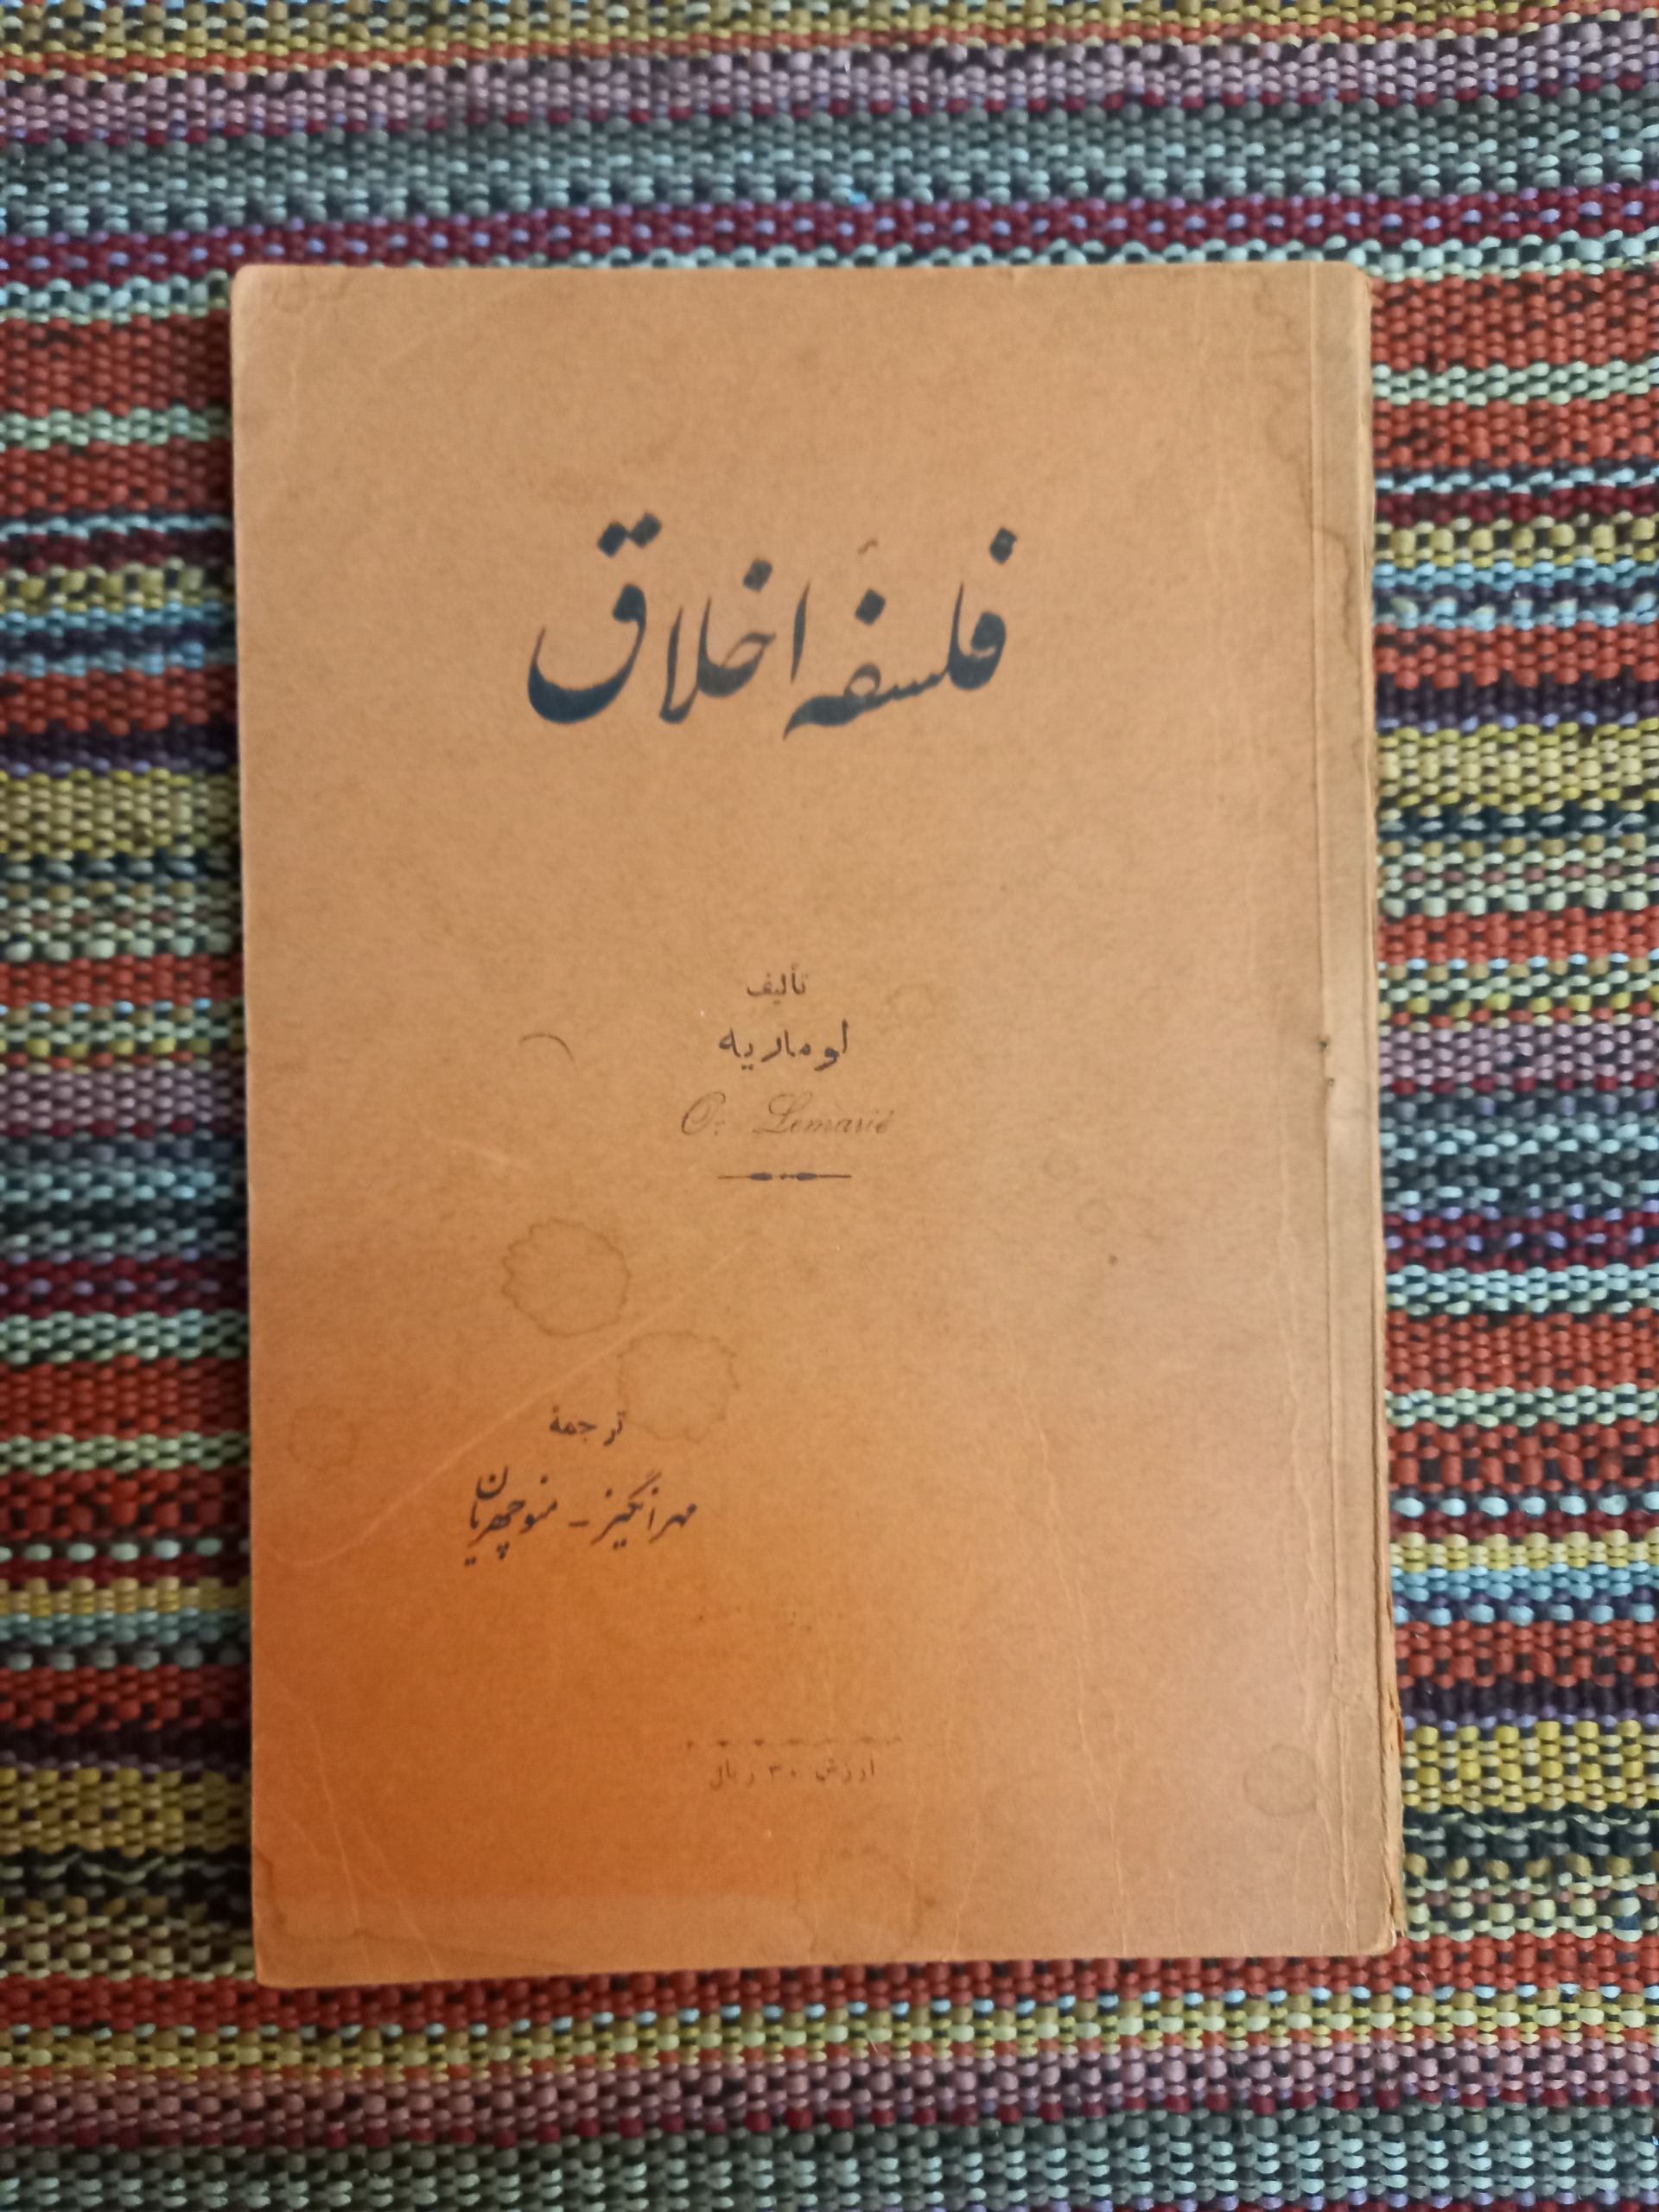 فلسفهٔ اخلاق
تألیف
لوماریه
O. Lemarié
ترجمهٔ
مهرانگیز - منوچهریان
ارزش ۳۰ ریال